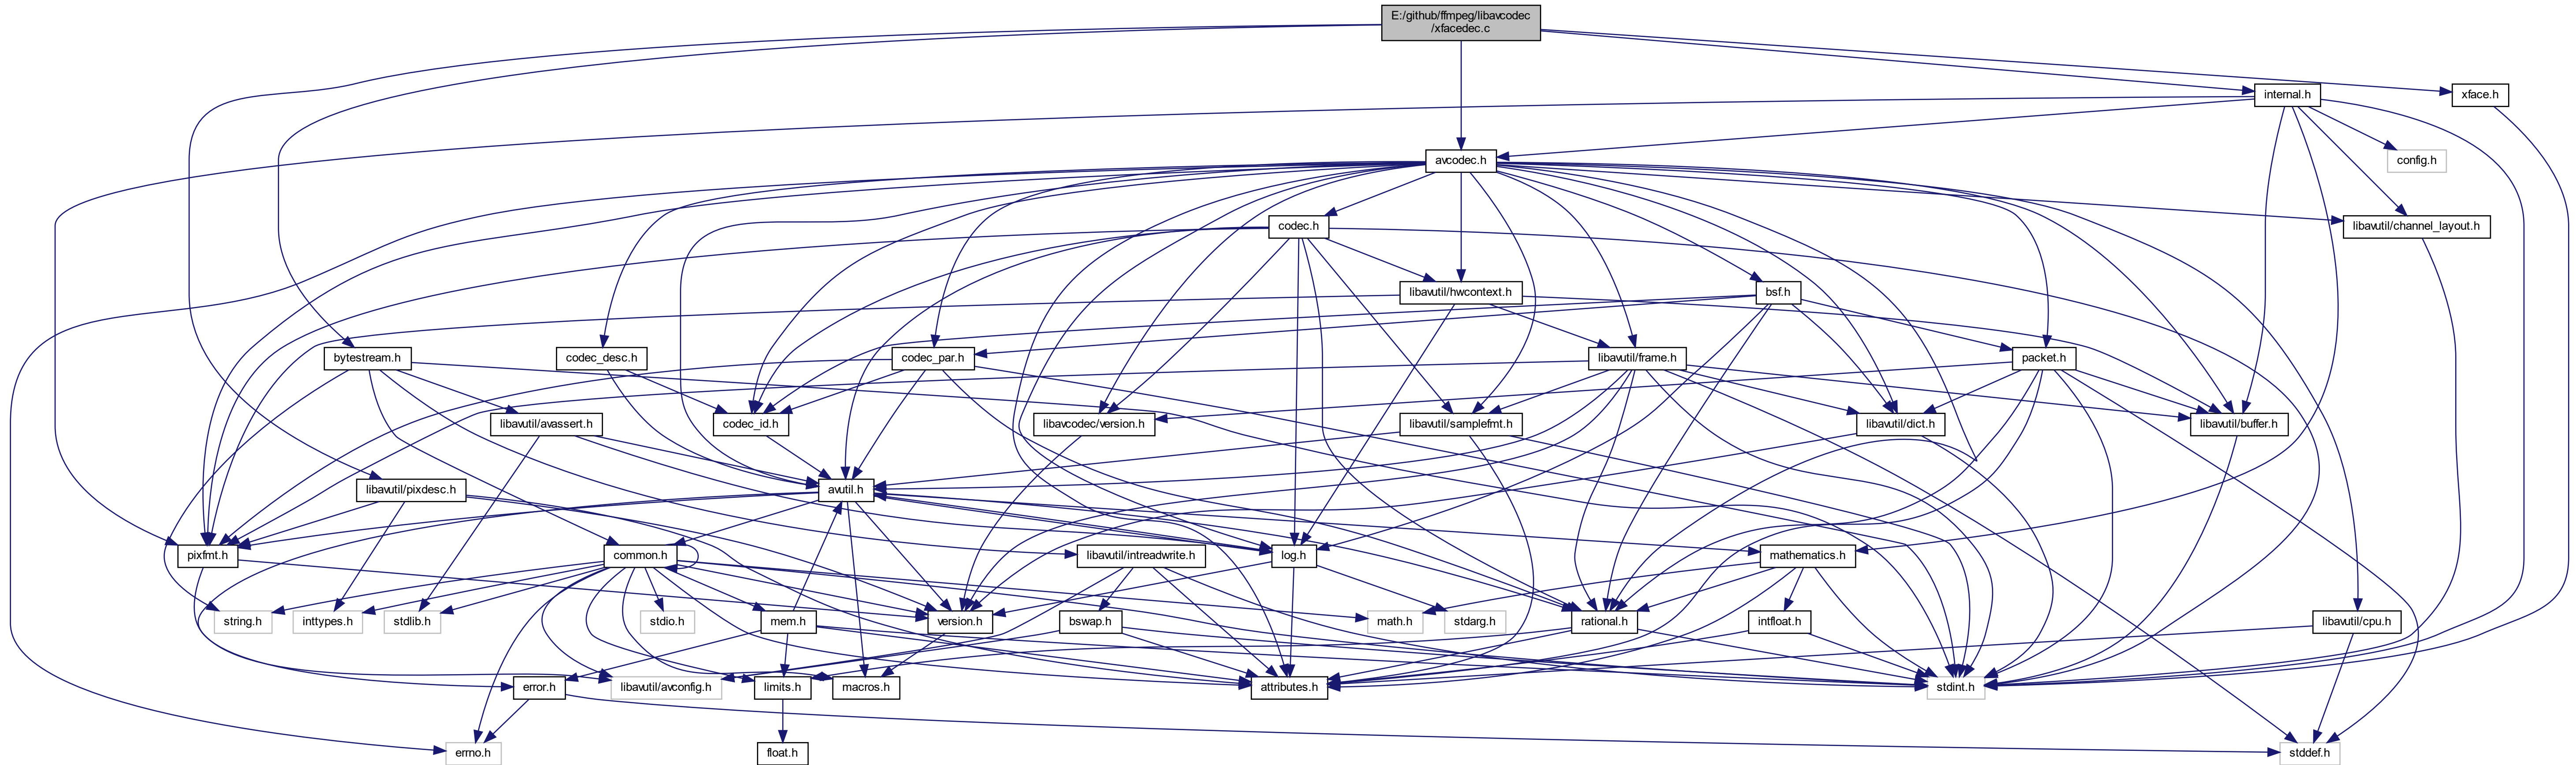 E:/github/ffmpeg/libavcodec
/xfacedec.c
internal.h
xface.h
avcodec.h
config.h
codec.h
libavutil/channel_layout.h
libavutil/hwcontext.h
bsf.h
bytestream.h
codec_desc.h
codec_par.h
libavutil/frame.h
packet.h
libavutil/avassert.h
codec_id.h
libavcodec/version.h
libavutil/samplefmt.h
libavutil/dict.h
libavutil/buffer.h
libavutil/pixdesc.h
avutil.h
pixfmt.h
common.h
libavutil/intreadwrite.h
log.h
mathematics.h
string.h
inttypes.h
stdlib.h
stdio.h
mem.h
version.h
bswap.h
math.h
stdarg.h
rational.h
intfloat.h
libavutil/cpu.h
error.h
libavutil/avconfig.h
limits.h
macros.h
attributes.h
stdint.h
errno.h
float.h
stddef.h